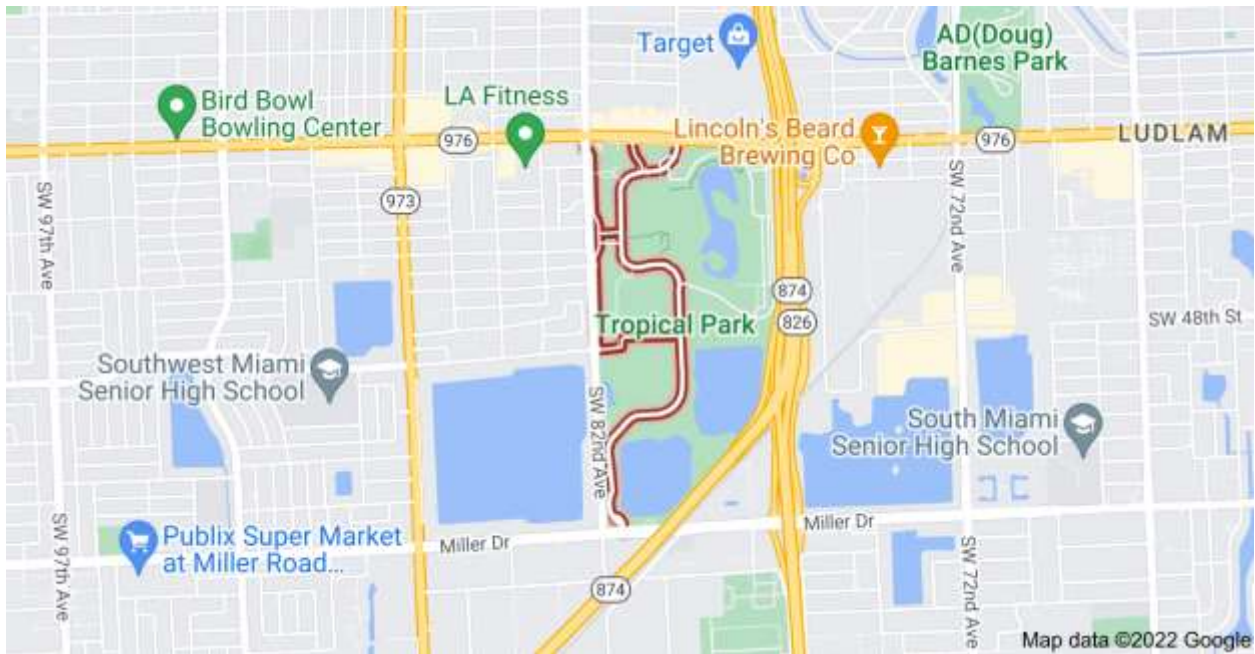 Target
AD(Doug)
Barnes Park
Bird Bowl
Bowling Center...
LA Fitness
976
Lincoln's Beard
Brewing Co
976
LUDLAM
973
SW 97th Ave
SW 72nd Ave
874
826
Tropical Park
SW 48th St
Southwest Miami
Senior High School
SW 82nd Ave
South Miami
Senior High School
SW 97th Ave
Publix Super Market
at Miller Road...
Miller Dr
Miller Dr
SW 72nd Ave
874
Map data ©2022 Google